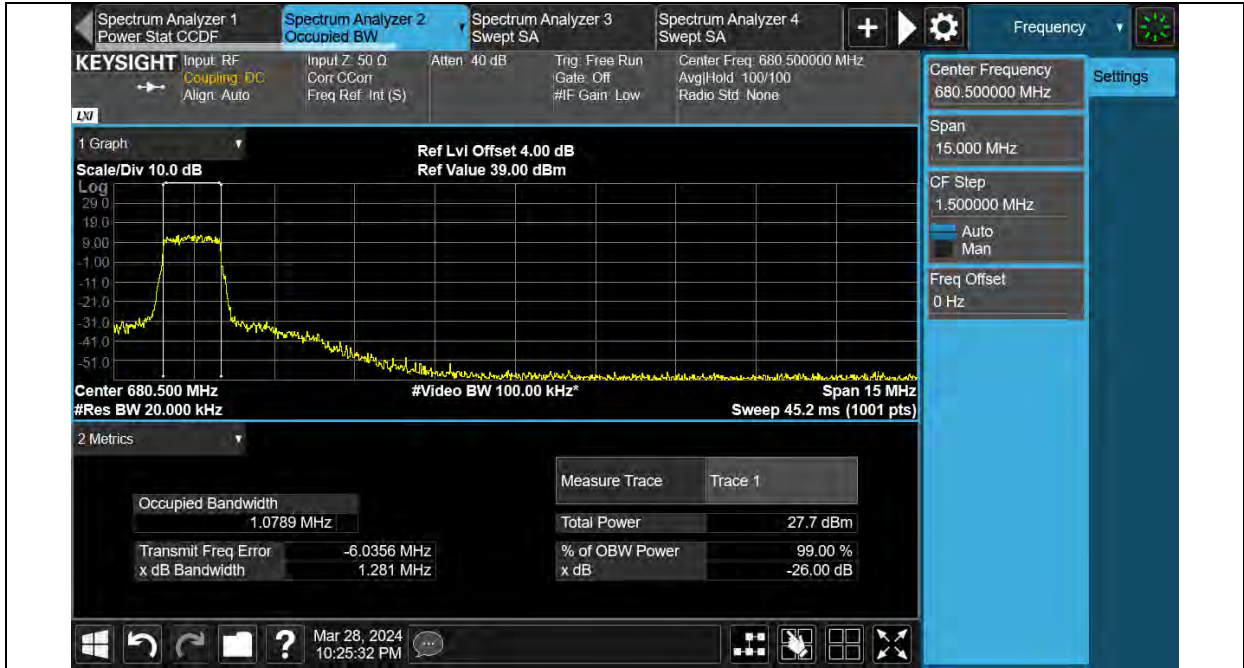 Spectrum Analyzer 1
Power Stat CCDF
Spectrum Analyzer 2
Occupied BW
Spectrum Analyzer 3
Swept SA
Spectrum Analyzer 4
Swept SA
+
Frequency
KEYSIGHT
LXI
Input: RF
Coupling: DC
Align: Auto
Input Z: 50 Ω
Corr CCorr
Freq Ref: Int (S)
Atten: 40 dB
Trig: Free Run
Gate: Off
#IF Gain: Low
Center Freq: 680.500000 MHz
Avg|Hold: 100/100
Radio Std: None
Center Frequency
680.500000 MHz
Settings
Span
15.000 MHz
CF Step
1.500000 MHz
Auto
Man
Freq Offset
0 Hz
1 Graph
Scale/Div 10.0 dB
Ref Lvl Offset 4.00 dB
Ref Value 39.00 dBm
Log
29.0
19.0
9.00
-1.00
-11.0
-21.0
-31.0
-41.0
-51.0
Center 680.500 MHz
#Res BW 20.000 kHz
#Video BW 100.00 kHz*
Span 15 MHz
Sweep 45.2 ms (1001 pts)
2 Metrics
Measure Trace
Trace 1
Occupied Bandwidth
1.0789 MHz
Total Power
27.7 dBm
Transmit Freq Error
-6.0356 MHz
% of OBW Power
99.00 %
x dB Bandwidth
1.281 MHz
x dB
-26.00 dB
?
Mar 28, 2024
10:25:32 PM